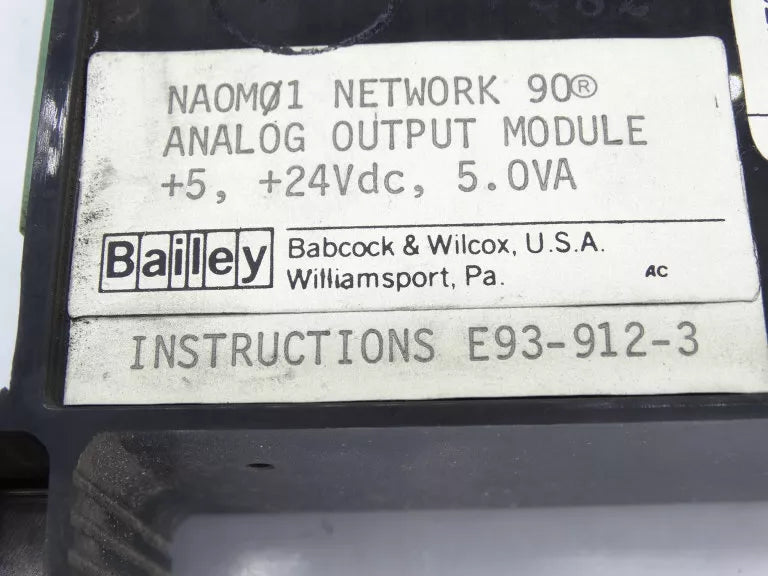 NAOMØ1 NETWORK 90®
ANALOG OUTPUT MODULE
+5, +24Vdc, 5.0VA
Bailey
Babcock & Wilcox, U.S.A.
Williamsport, Pa.
AC
INSTRUCTIONS E93-912-3